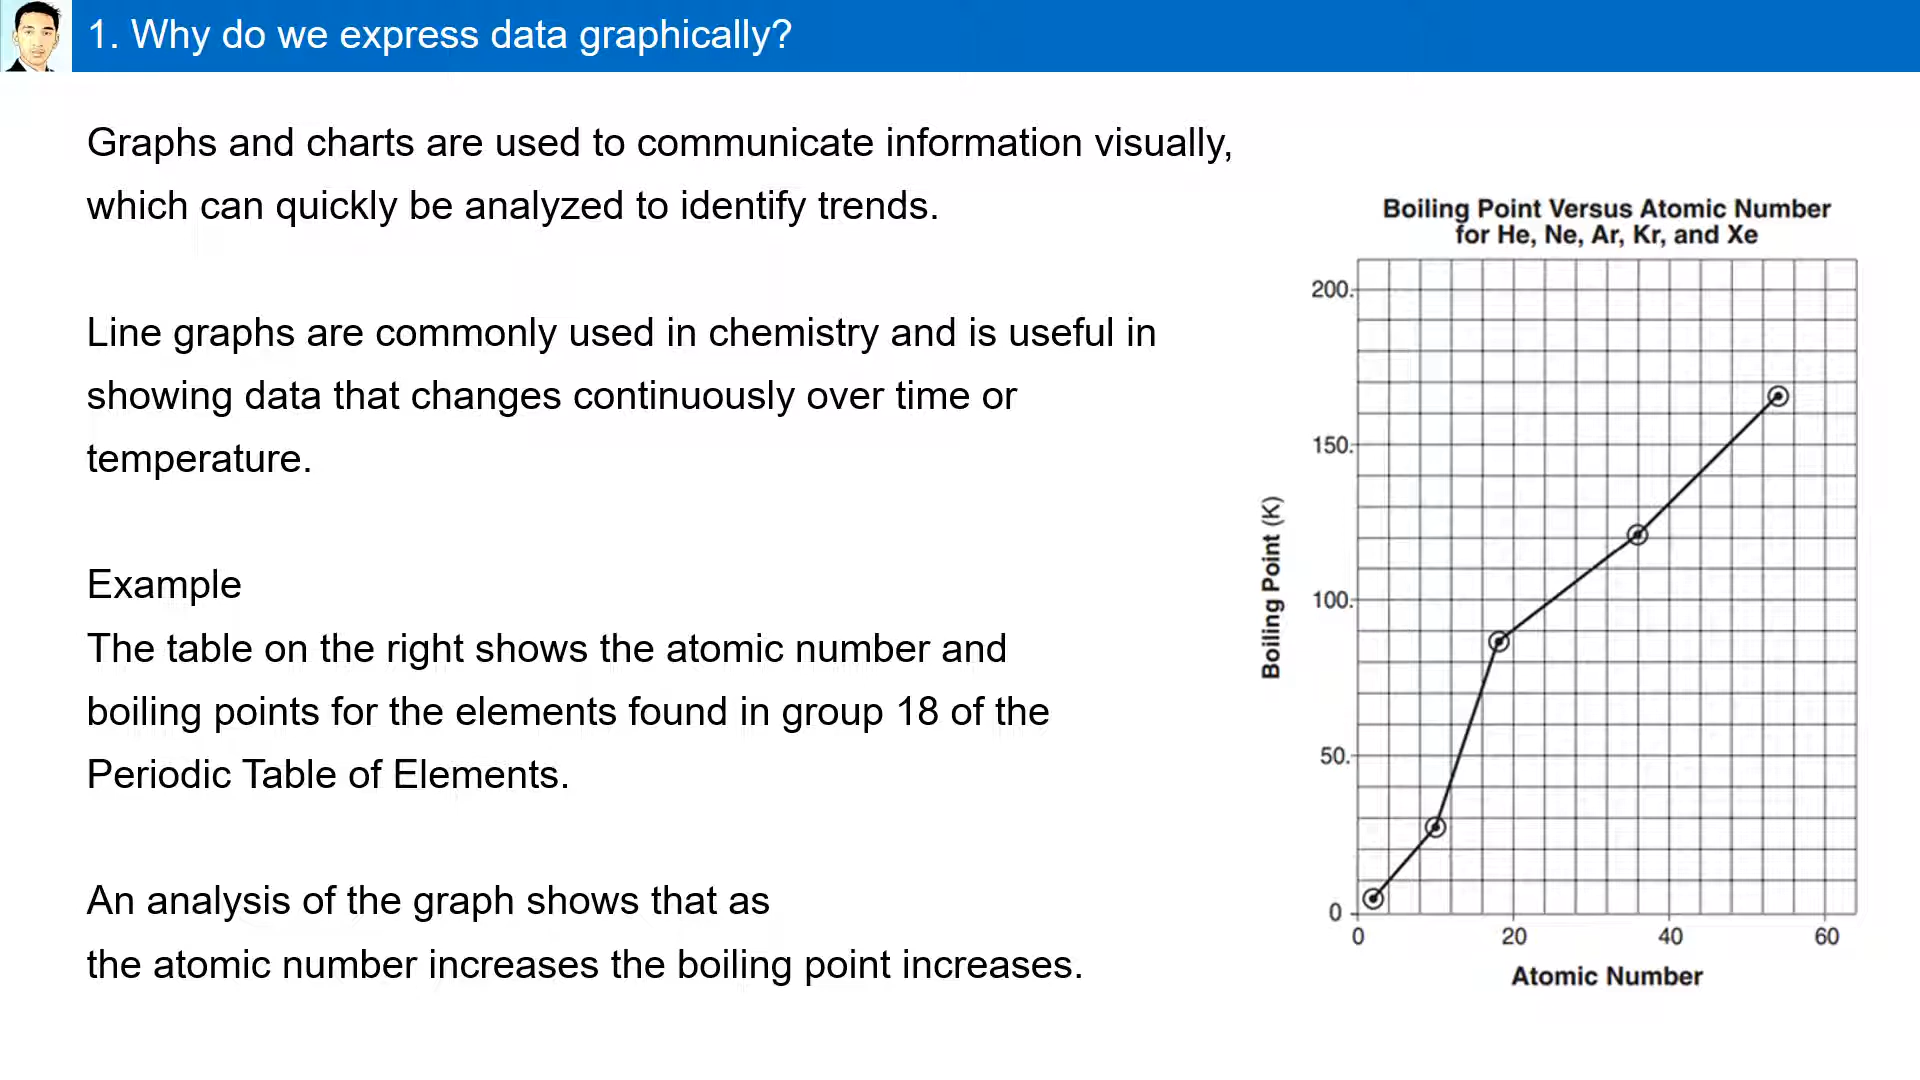 1. Why do we express data graphically?
Graphs and charts are used to communicate information visually,
which can quickly be analyzed to identify trends.
Line graphs are commonly used in chemistry and is useful in
showing data that changes continuously over time or
temperature.
Example
The table on the right shows the atomic number and
boiling points for the elements found in group 18 of the
Periodic Table of Elements.
An analysis of the graph shows that as
the atomic number increases the boiling point increases.
Boiling Point Versus Atomic Number
for He, Ne, Ar, Kr, and Xe
200.
150.
100.
50.
0
Boiling Point (K)
0 20 40 60
Atomic Number